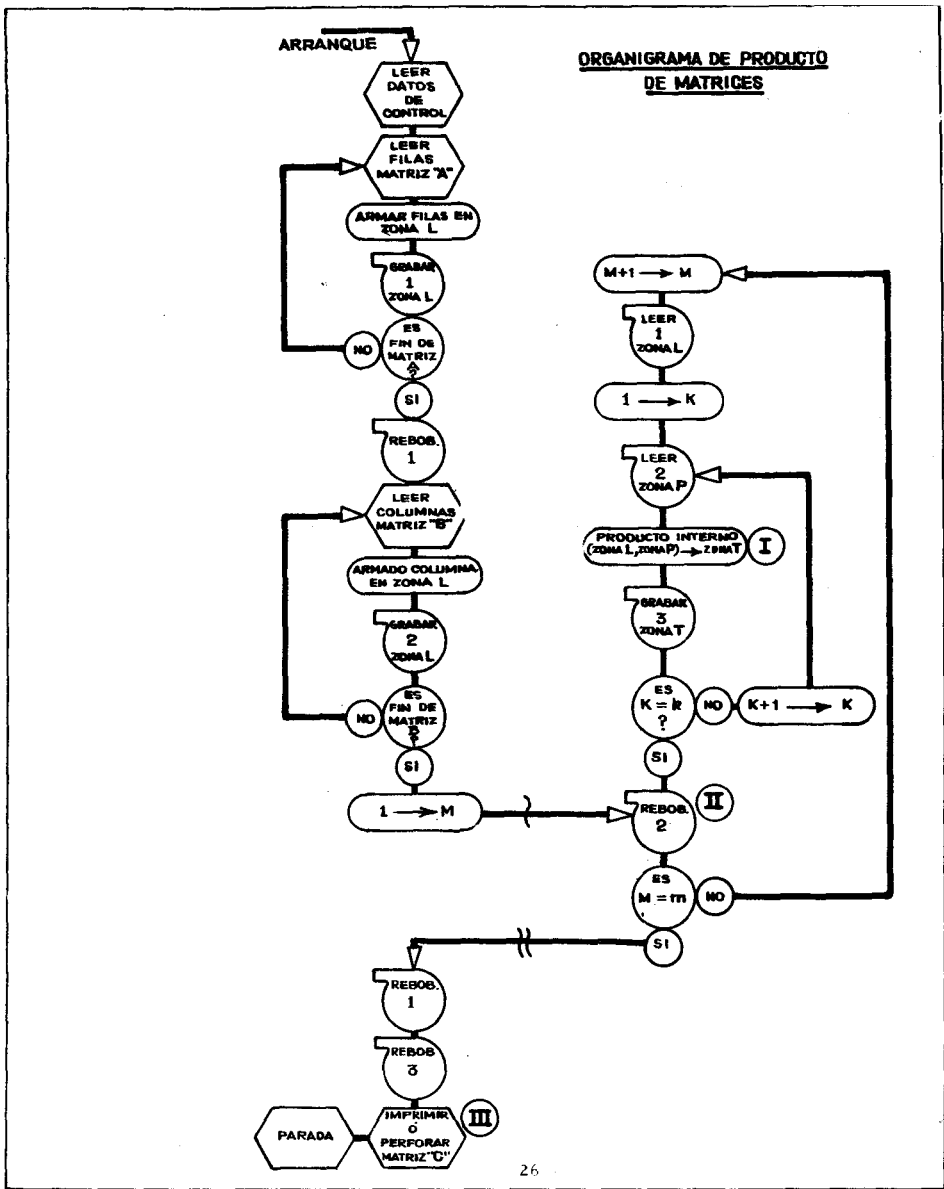 ORGANIGRAMA DE PRODUCTO
DE MATRICES
ARRANQUE
LEER
DATOS
DE
CONTROL
LEER
FILAS
MATRIZ "A"
ARMAR FILAS EN
ZONA L
GRABAR
1
ZONA L
ES
FIN DE
MATRIZ
A
?
NO
SI
REBOB.
1
LEER
COLUMNAS
MATRIZ "B"
ARMADO COLUMNA
EN ZONA L
GRABAR
2
ZONA L
ES
FIN DE
MATRIZ
B
?
NO
SI
1 → M
M+1 → M
LEER
1
ZONA L
1 → K
LEER
2
ZONA P
PRODUCTO INTERNO
(ZONA L, ZONA P) → ZONA T
I
GRABAR
3
ZONA T
ES
K = k
?
NO
K+1 → K
SI
REBOB.
2
II
ES
M = m
NO
SI
REBOB.
1
REBOB
3
IMPRIMIR
Ó
PERFORAR
MATRIZ "C"
III
PARADA
26